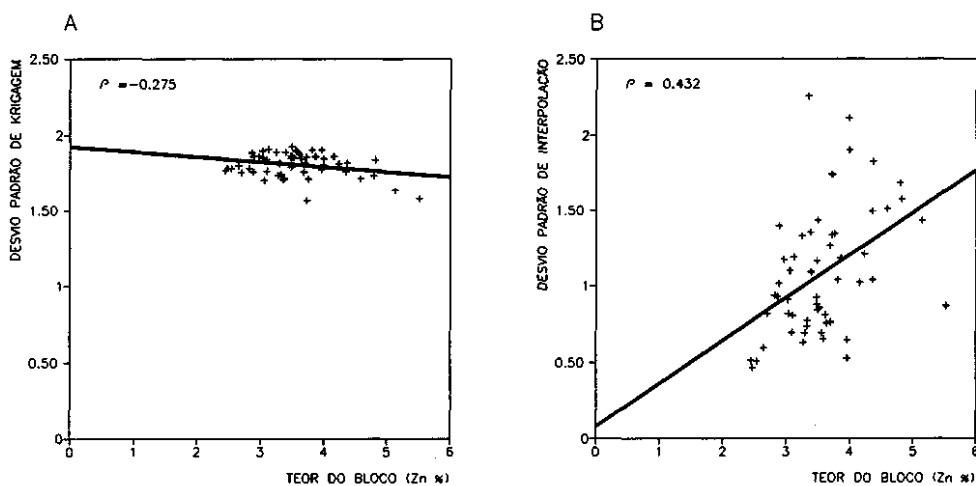 A
DESVIO PADRÃO DE KRIGAGEM
2.50
2
1.50
1
0.50
0
ρ =-0.275
0 1 2 3 4 5 6
TEOR DO BLOCO (Zn %)
B
DESVIO PADRÃO DE INTERPOLAÇÃO
2.50
2
1.50
1
0.50
0
ρ = 0.432
0 1 2 3 4 5 6
TEOR DO BLOCO (Zn %)